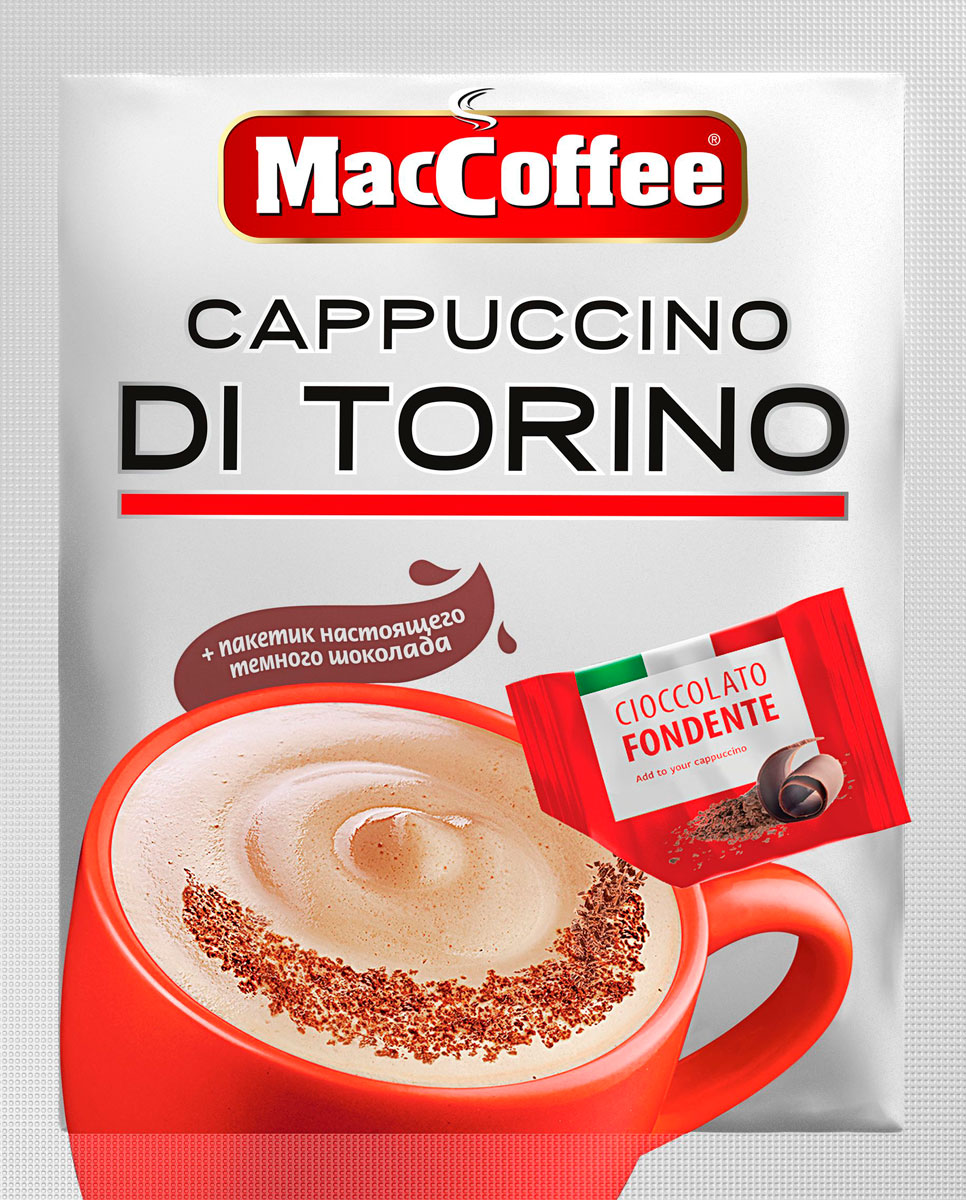 MacCoffee®
CAPPUCCINO
DI TORINO
+ пакетик настоящего
темного шоколада
CIOCCOLATO
FONDENTE
Add to your cappuccino